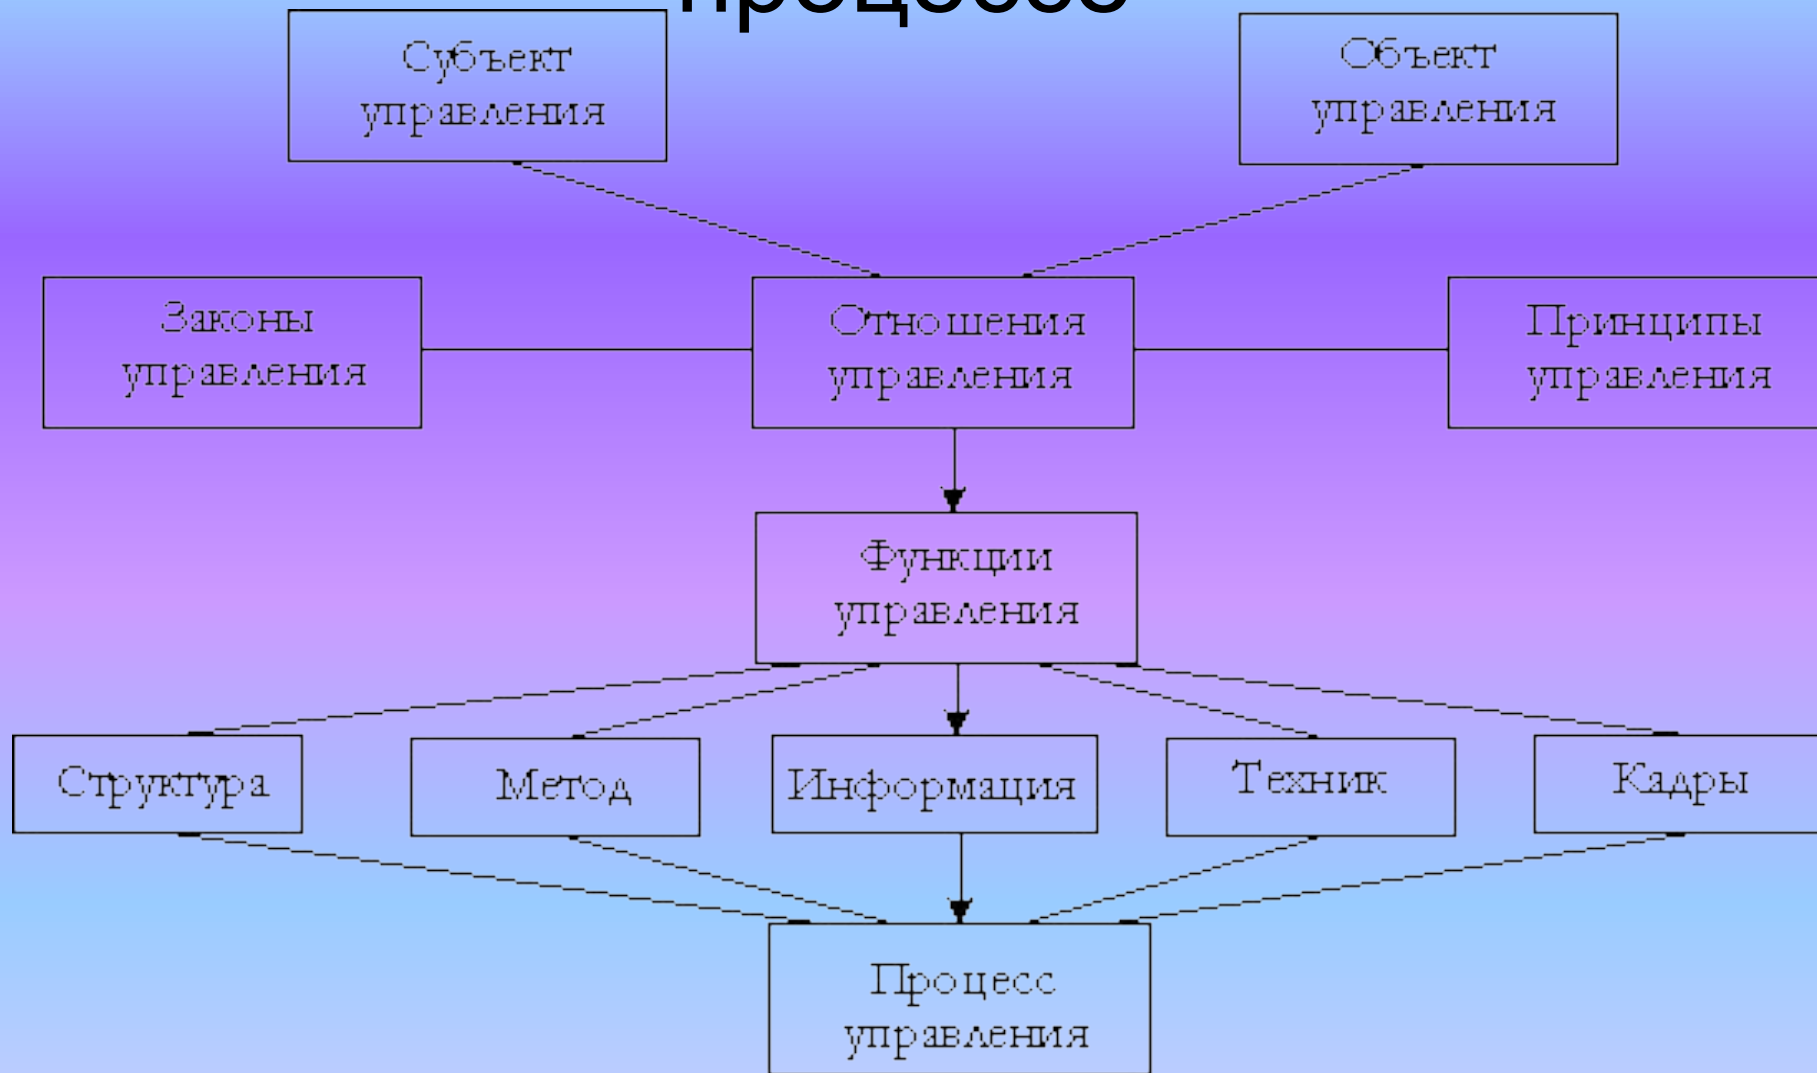 процессе
Субъект
управления
Объект
управления
Законы
управления
Отношения
управления
Принципы
управления
Функции
управления
Структура
Метод
Информация
Техник
Кадры
Процесс
управления